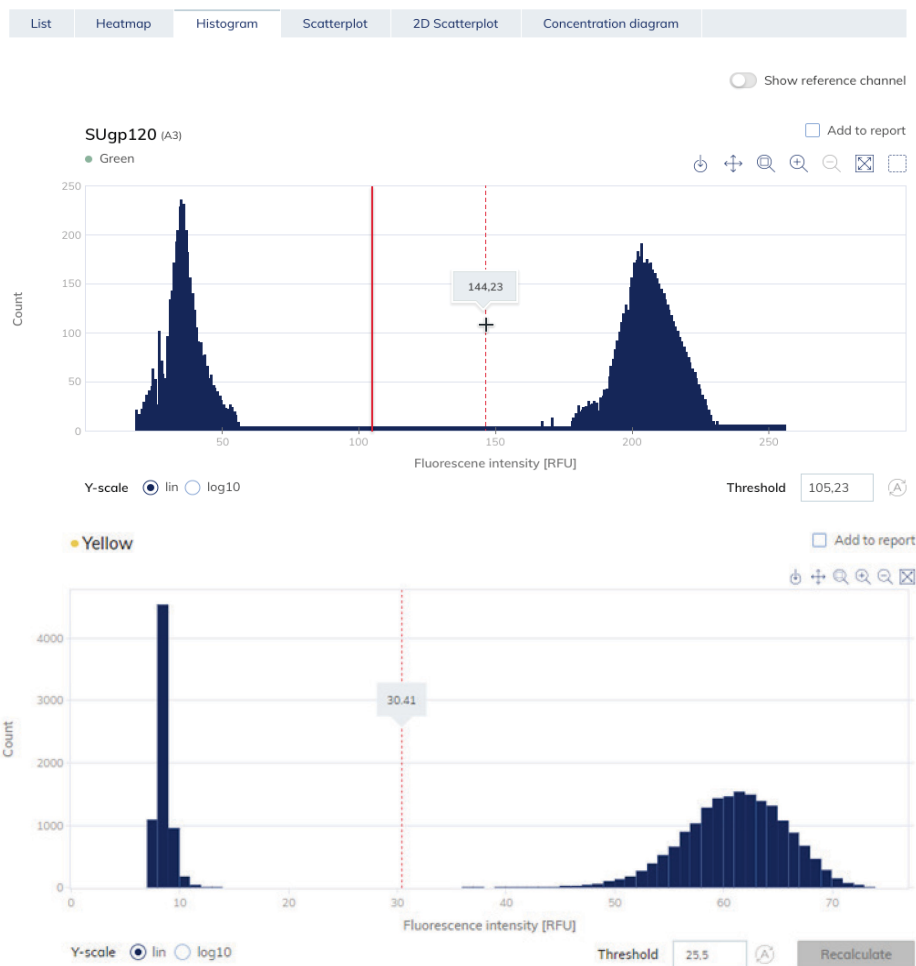 List Heatmap Histogram Scatterplot 2D Scatterplot Concentration diagram
Show reference channel
SUgp120 (A3)
Add to report
Green
250
200
150
100
50
0
Count
144,23
50 100 150 200 250
Fluorescene intensity [RFU]
Y-scale lin log10 Threshold 105,23 A
Yellow
Add to report
4000
3000
2000
1000
0
Count
30.41
0 10 20 30 40 50 60 70
Fluorescence intensity [RFU]
Y-scale lin log10 Threshold 25,5 A Recalculate